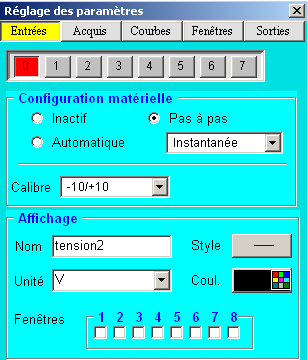 Réglage des paramètres
Entrées Acquis Courbes Fenêtres Sorties
0 1 2 3 4 5 6 7
Configuration matérielle
Inactif Pas à pas
Automatique Instantanée
Calibre -10/+10
Affichage
Nom tension2 Style
Unité V Coul.
Fenêtres 1 2 3 4 5 6 7 8